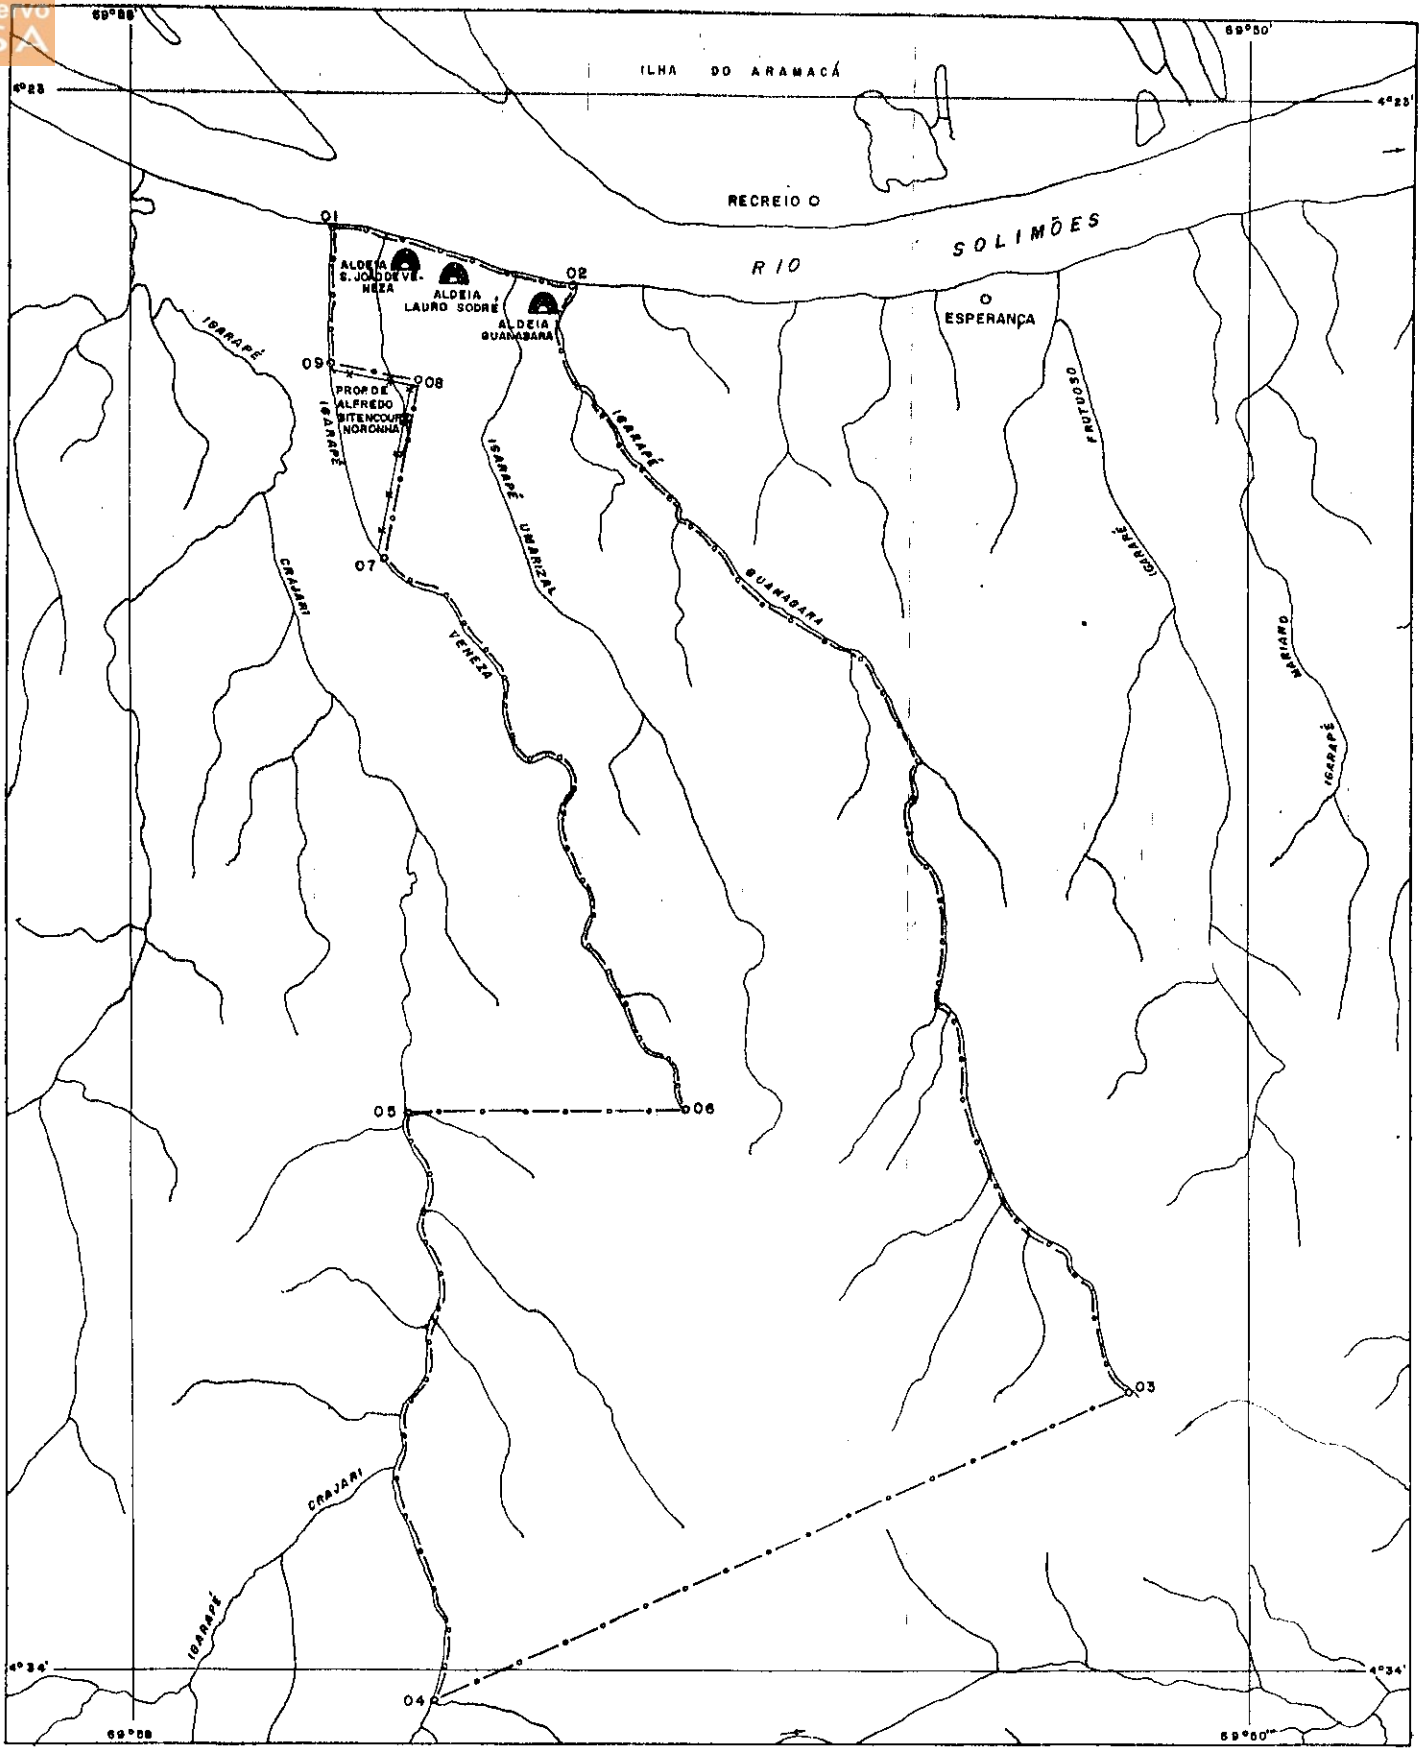 69°58'
69°50'
ILHA DO ARAMACÁ
4°23
4°23'
RECREIO
RIO SOLIMÕES
01
02
ALDEIA
S. JOÃO DE VE-
NEZA
ALDEIA
LAURO SODRÉ
ALDEIA
GUANABARA
ESPERANÇA
IGARAPÉ
09
08
PROP. DE
ALFREDO
BITENCOURT
NORONHA
IGARAPÉ
IGARAPÉ
FRUTUOSO
IGARAPÉ UMARIZAL
IGARAPÉ
07
CRAJARI
GUANABARA
VENEZA
MARIANO
IGARAPÉ
05
06
03
CRAJARI
IGARAPÉ
4°34'
4°34'
04
69°58
69°50'